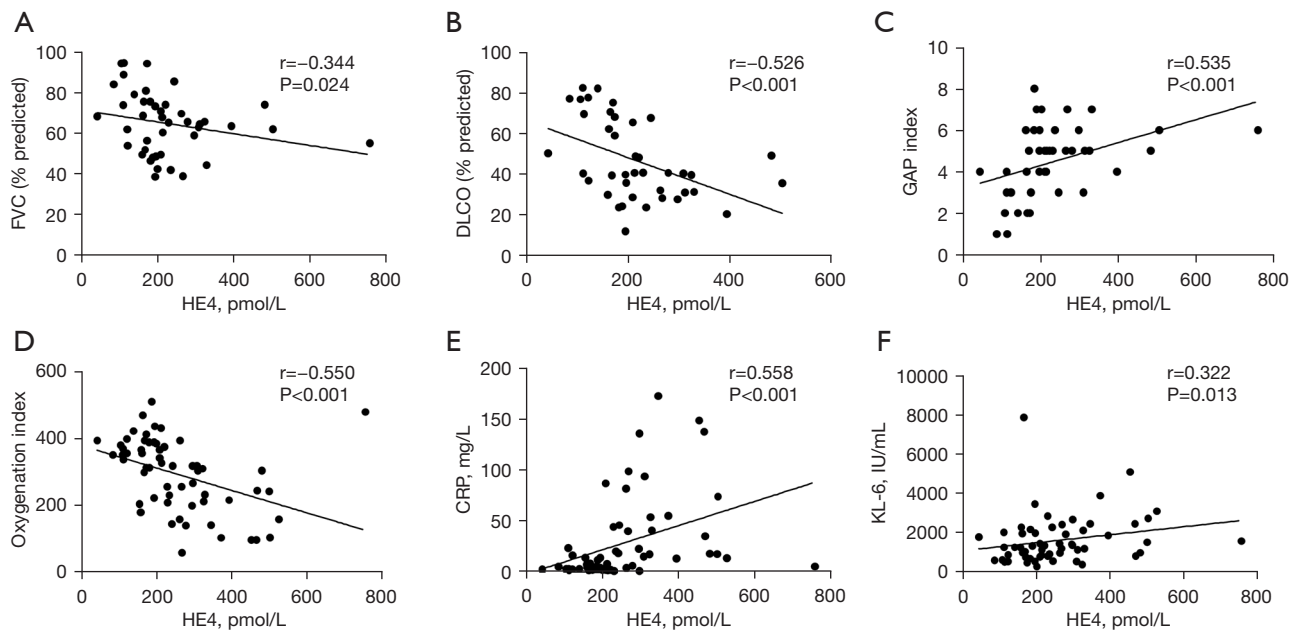 A
r=−0.344
P=0.024
FVC (% predicted)
100
80
60
40
20
0
0 200 400 600 800
HE4, pmol/L
B
r=−0.526
P<0.001
DLCO (% predicted)
100
80
60
40
20
0
0 200 400 600
HE4, pmol/L
C
r=0.535
P<0.001
GAP index
10
8
6
4
2
0
0 200 400 600 800
HE4, pmol/L
D
r=−0.550
P<0.001
Oxygenation index
600
400
200
0
0 200 400 600 800
HE4, pmol/L
E
r=0.558
P<0.001
CRP, mg/L
200
150
100
50
0
0 200 400 600 800
HE4, pmol/L
F
r=0.322
P=0.013
KL-6, IU/mL
10000
8000
6000
4000
2000
0
0 200 400 600 800
HE4, pmol/L